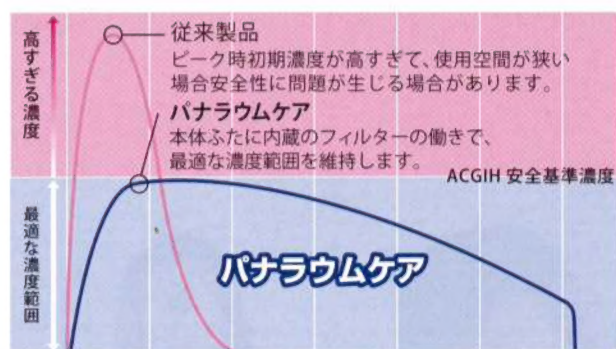 高すぎる濃度
従来製品
ピーク時初期濃度が高すぎて、使用空間が狭い
場合安全性に問題が生じる場合があります。
パナラウムケア
本体ふたに内蔵のフィルターの働きで、
最適な濃度範囲を維持します。
ACGIH 安全基準濃度
最適な濃度範囲
パナラウムケア